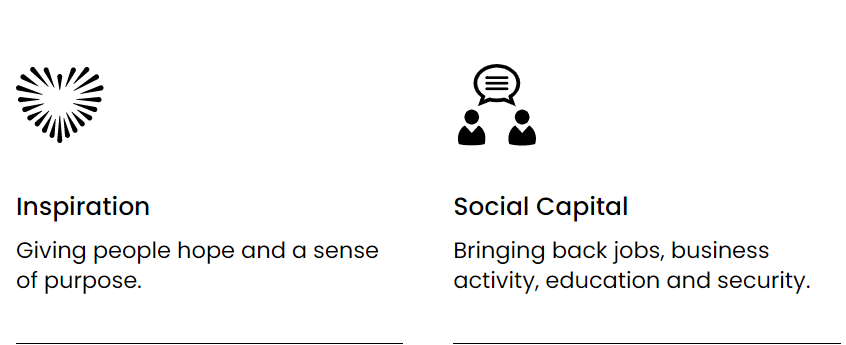 Inspiration
Giving people hope and a sense
of purpose.
Social Capital
Bringing back jobs, business
activity, education and security.